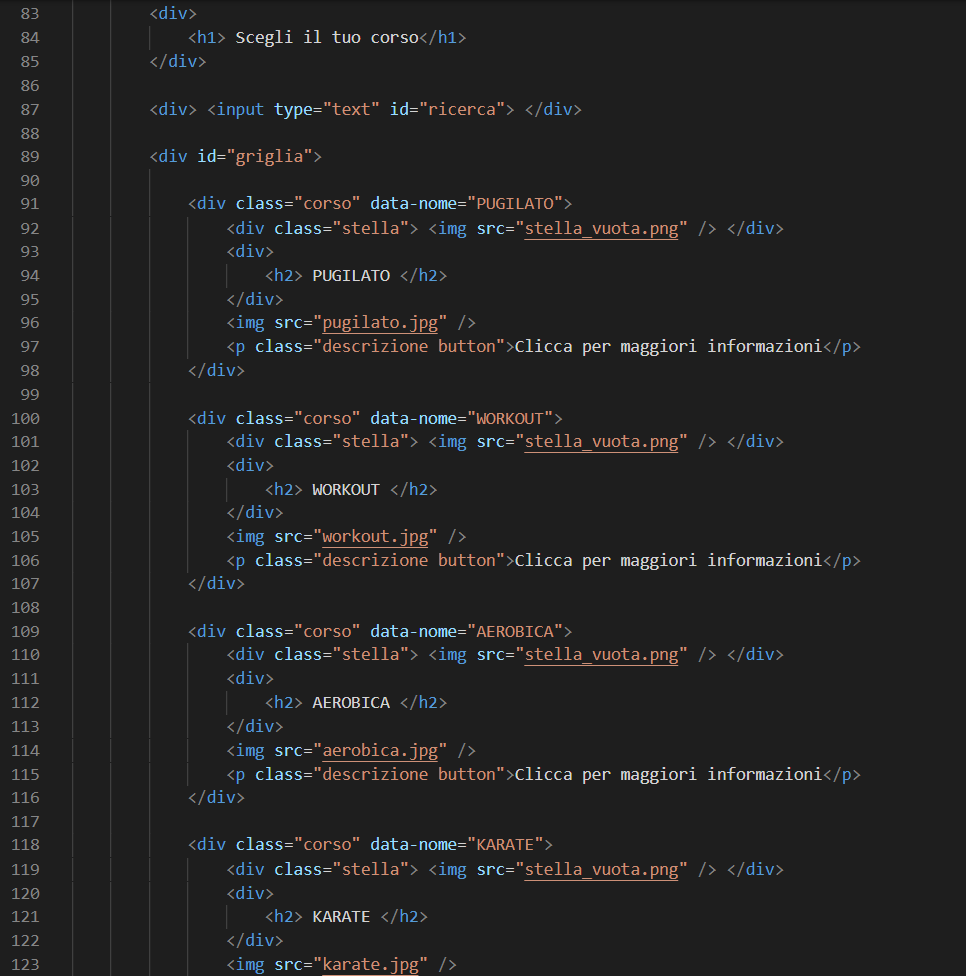 83 <div>
84 <h1> Scegli il tuo corso</h1>
85 </div>
86
87 <div> <input type="text" id="ricerca"> </div>
88
89 <div id="griglia">
90
91 <div class="corso" data-nome="PUGILATO">
92 <div class="stella"> <img src="stella_vuota.png" /> </div>
93 <div>
94 <h2> PUGILATO </h2>
95 </div>
96 <img src="pugilato.jpg" />
97 <p class="descrizione button">Clicca per maggiori informazioni</p>
98 </div>
99
100 <div class="corso" data-nome="WORKOUT">
101 <div class="stella"> <img src="stella_vuota.png" /> </div>
102 <div>
103 <h2> WORKOUT </h2>
104 </div>
105 <img src="workout.jpg" />
106 <p class="descrizione button">Clicca per maggiori informazioni</p>
107 </div>
108
109 <div class="corso" data-nome="AEROBICA">
110 <div class="stella"> <img src="stella_vuota.png" /> </div>
111 <div>
112 <h2> AEROBICA </h2>
113 </div>
114 <img src="aerobica.jpg" />
115 <p class="descrizione button">Clicca per maggiori informazioni</p>
116 </div>
117
118 <div class="corso" data-nome="KARATE">
119 <div class="stella"> <img src="stella_vuota.png" /> </div>
120 <div>
121 <h2> KARATE </h2>
122 </div>
123 <img src="karate.jpg" />